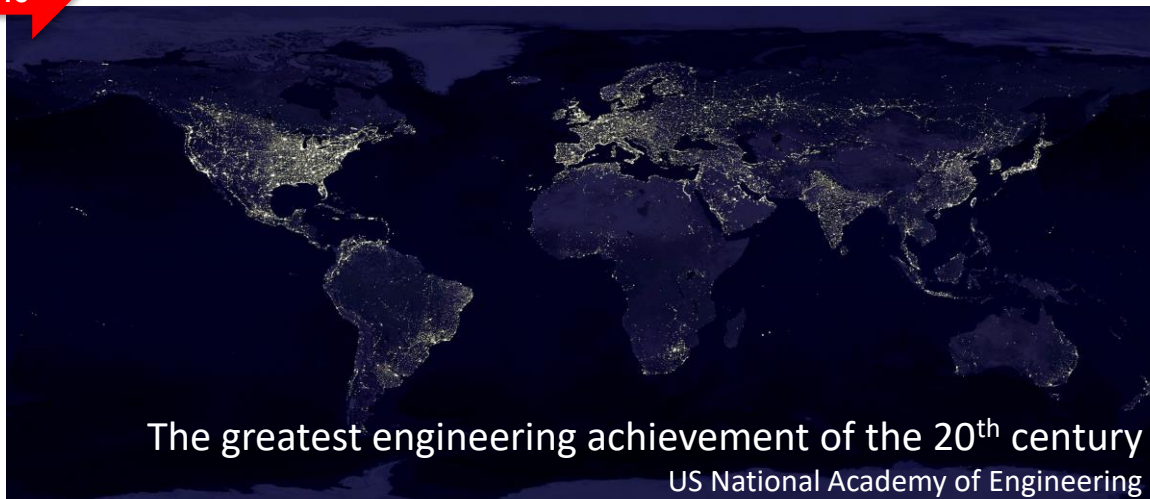 The greatest engineering achievement of the 20th century
US National Academy of Engineering